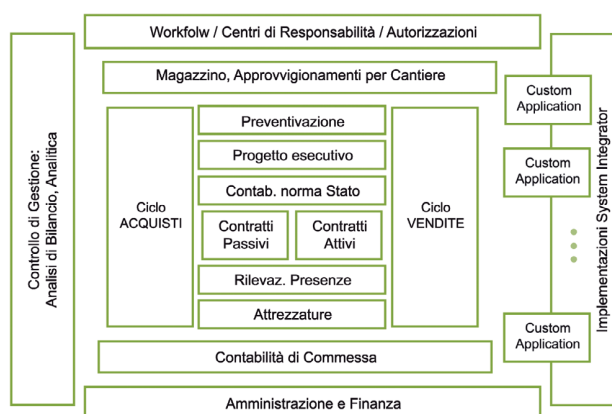 Workfolw / Centri di Responsabilità / Autorizzazioni
Magazzino, Approvvigionamenti per Cantiere
Controllo di Gestione:
Analisi di Bilancio, Analitica
Ciclo
ACQUISTI
Preventivazione
Progetto esecutivo
Contab. norma Stato
Contratti
Passivi
Contratti
Attivi
Rilevaz. Presenze
Attrezzature
Ciclo
VENDITE
Contabilità di Commessa
Amministrazione e Finanza
Custom
Application
Custom
Application
Custom
Application
Implementazioni System Integrator